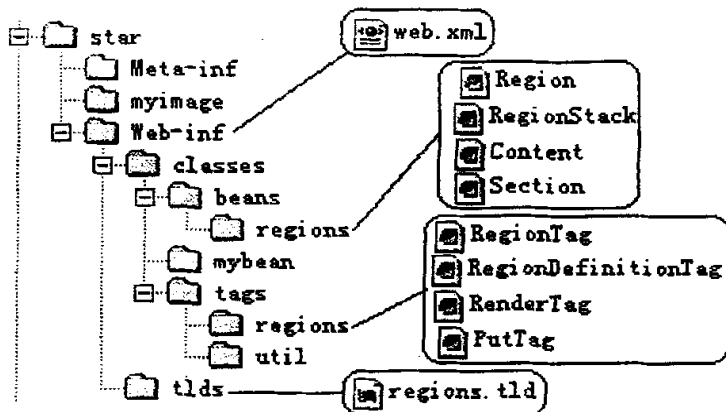 star
web.xml
Meta-inf
myimage
Web-inf
Region
RegionStack
Content
Section
classes
beans
regions
mybean
tags
regions
util
RegionTag
RegionDefinitionTag
RenderTag
PutTag
tlds
regions.tld